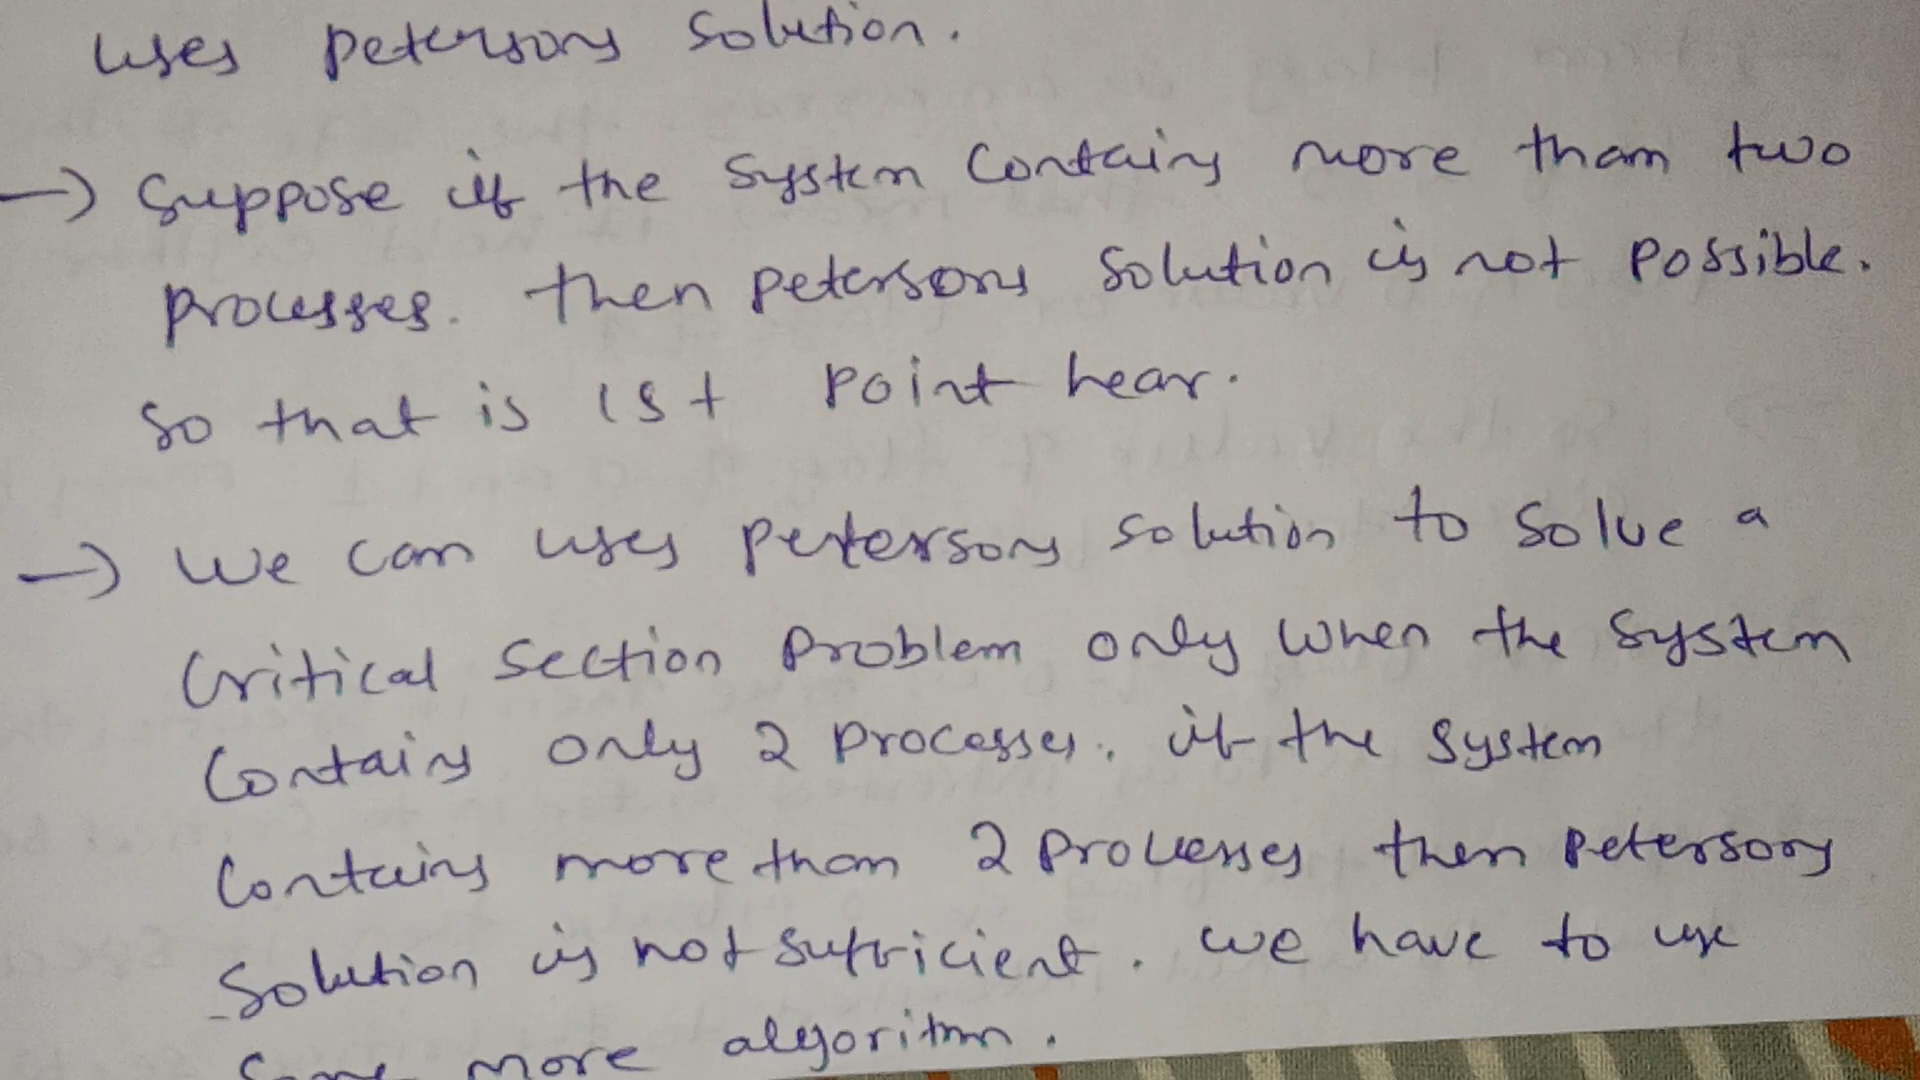 uses petersons solution.
→ Suppose if the system contains more than two
processes. then petersons solution is not possible.
so that is 1st point hear.
→ we can uses petersons solution to solve a
critical section problem only when the system
contains only 2 processes. if the system
contains more than 2 processes then petersons
solution is not sufficient. we have to use
some more algorithm.